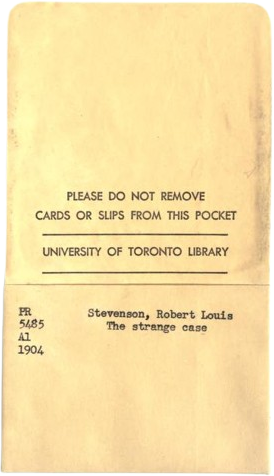 PLEASE DO NOT REMOVE
CARDS OR SLIPS FROM THIS POCKET
UNIVERSITY OF TORONTO LIBRARY
PR
5485
A1
1904
Stevenson, Robert Louis
The strange case